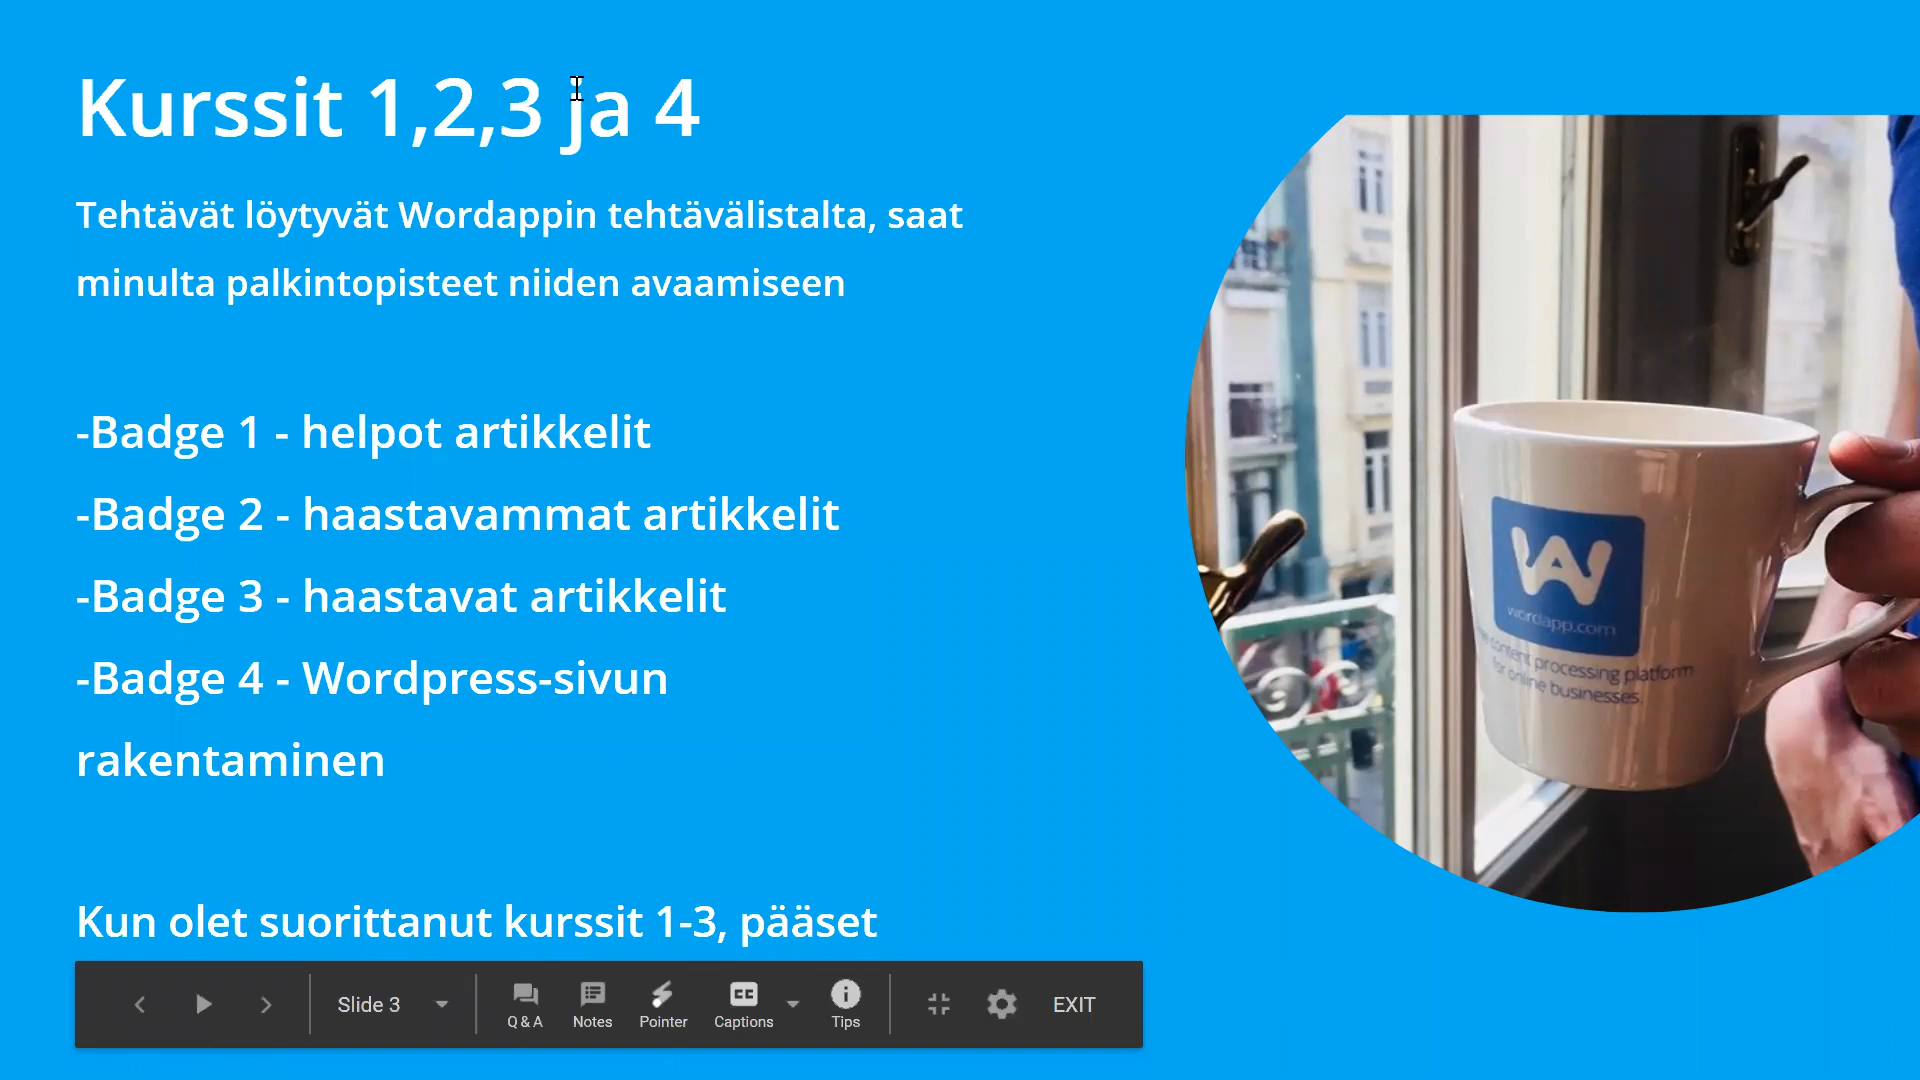 Kurssit 1,2,3 ja 4
Tehtävät löytyvät Wordappin tehtävälistalta, saat
minulta palkintopisteet niiden avaamiseen
-Badge 1 - helpot artikkelit
-Badge 2 - haastavammat artikkelit
-Badge 3 - haastavat artikkelit
-Badge 4 - Wordpress-sivun
rakentaminen
Kun olet suorittanut kurssit 1-3, pääset
wordapp.com
content processing platform
for online businesses.
Slide 3
Q & A
Notes
Pointer
Captions
Tips
EXIT